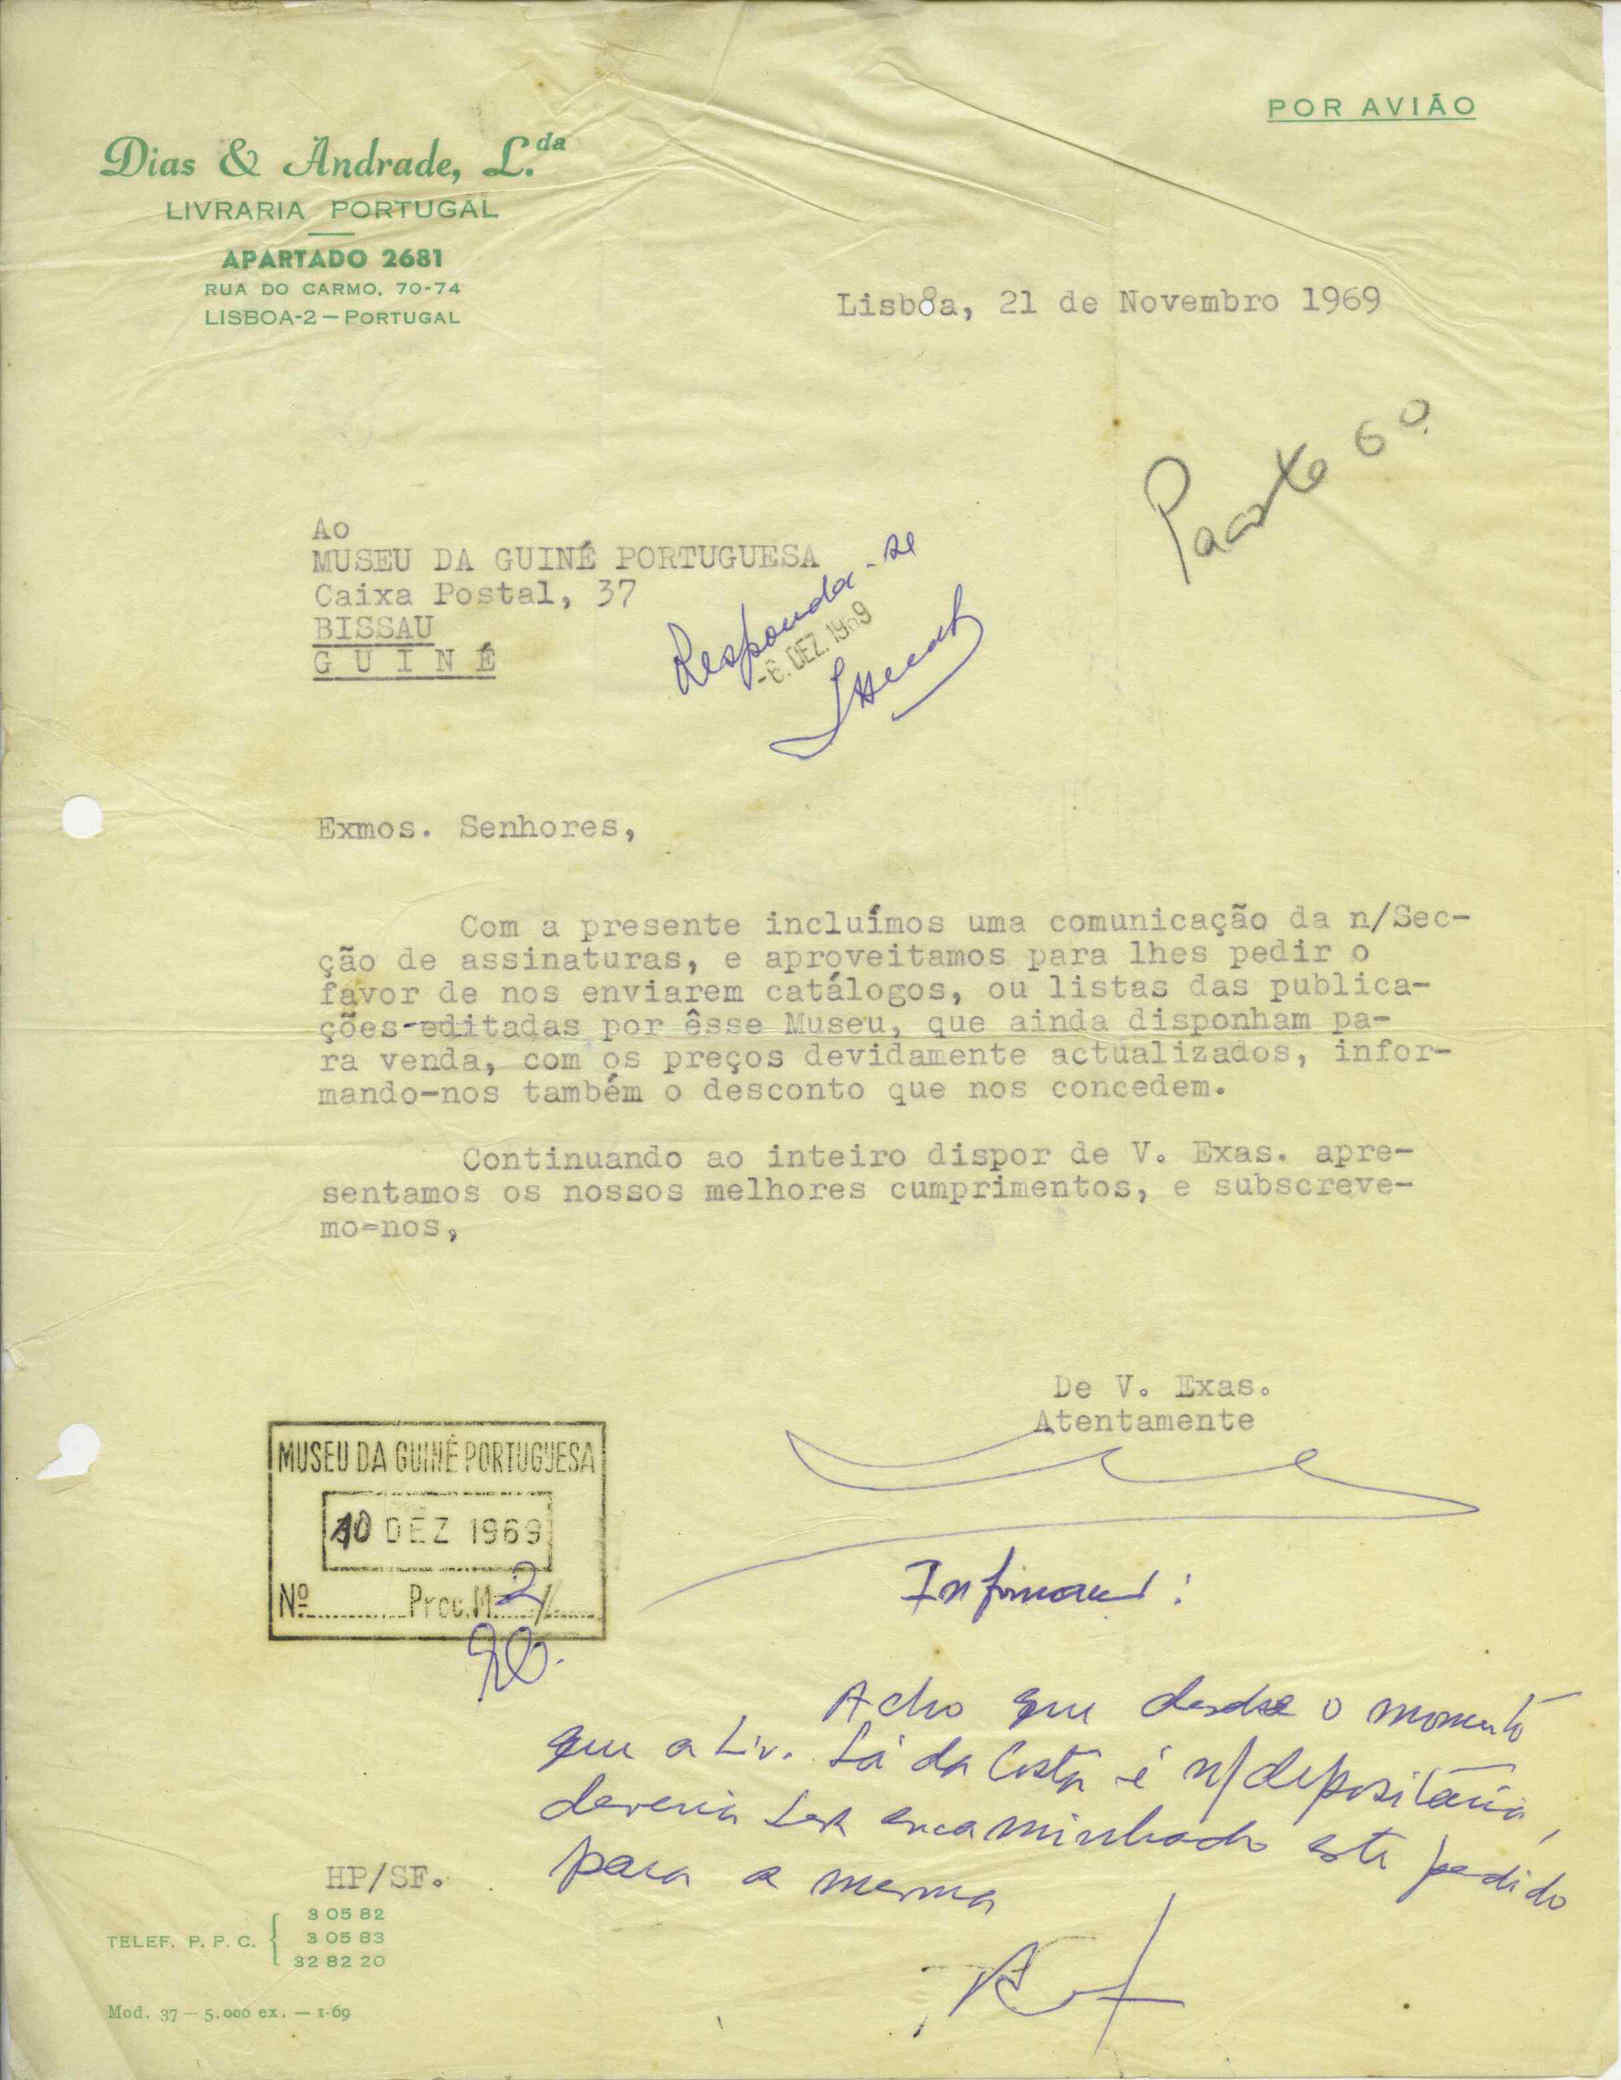 POR AVIÃO
Dias & Andrade, L.da
LIVRARIA PORTUGAL
APARTADO 2681
RUA DO CARMO, 70-74
LISBOA-2 — PORTUGAL
Lisboa, 21 de Novembro 1969
Pacote 6º
Ao
MUSEU DA GUINÉ PORTUGUESA
Caixa Postal, 37
BISSAU
G U I N É
Responda-se
DEZ. 1969
Exmos. Senhores,
Com a presente incluímos uma comunicação da n/Sec-
ção de assinaturas, e aproveitamos para lhes pedir o
favor de nos enviarem catálogos, ou listas das publica-
ções editadas por êsse Museu, que ainda disponham pa-
ra venda, com os preços devidamente actualizados, infor-
mando-nos também o desconto que nos concedem.
Continuando ao inteiro dispor de V. Exas. apre-
sentamos os nossos melhores cumprimentos, e subscreve-
mo-nos,
De V. Exas.
Atentamente
MUSEU DA GUINÉ PORTUGUESA
10 DEZ 1969
Nº Proc. M 2/
Informand :
Acho que desde o momento
que a Liv. Sá da Costa é n/depositária,
deveria ser encaminhado este pedido
para a mesma
HP/SF.
TELEF. P. P. C. { 3 05 82
3 05 83
32 82 20
Mod. 37 — 5.000 ex. — 1-69